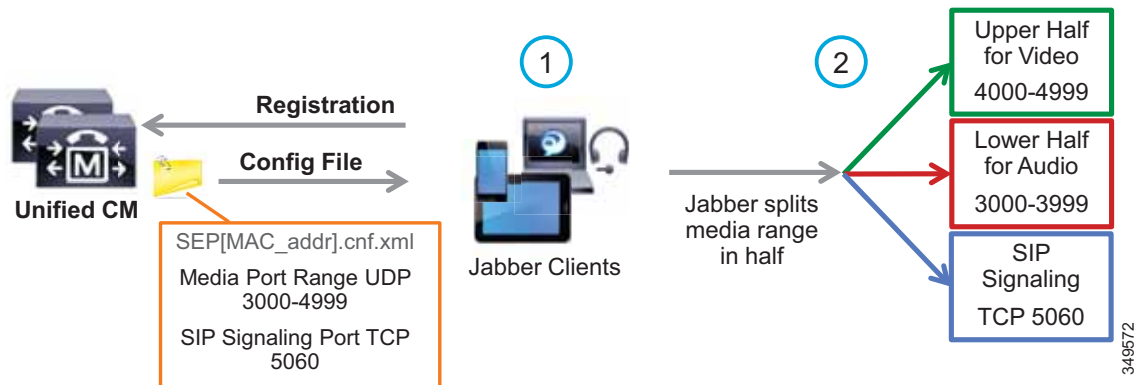 Registration
Config File
M
Unified CM
SEP[MAC_addr].cnf.xml
Media Port Range UDP
3000-4999
SIP Signaling Port TCP
5060
1
Jabber Clients
Jabber splits
media range
in half
2
Upper Half
for Video
4000-4999
Lower Half
for Audio
3000-3999
SIP
Signaling
TCP 5060
349572